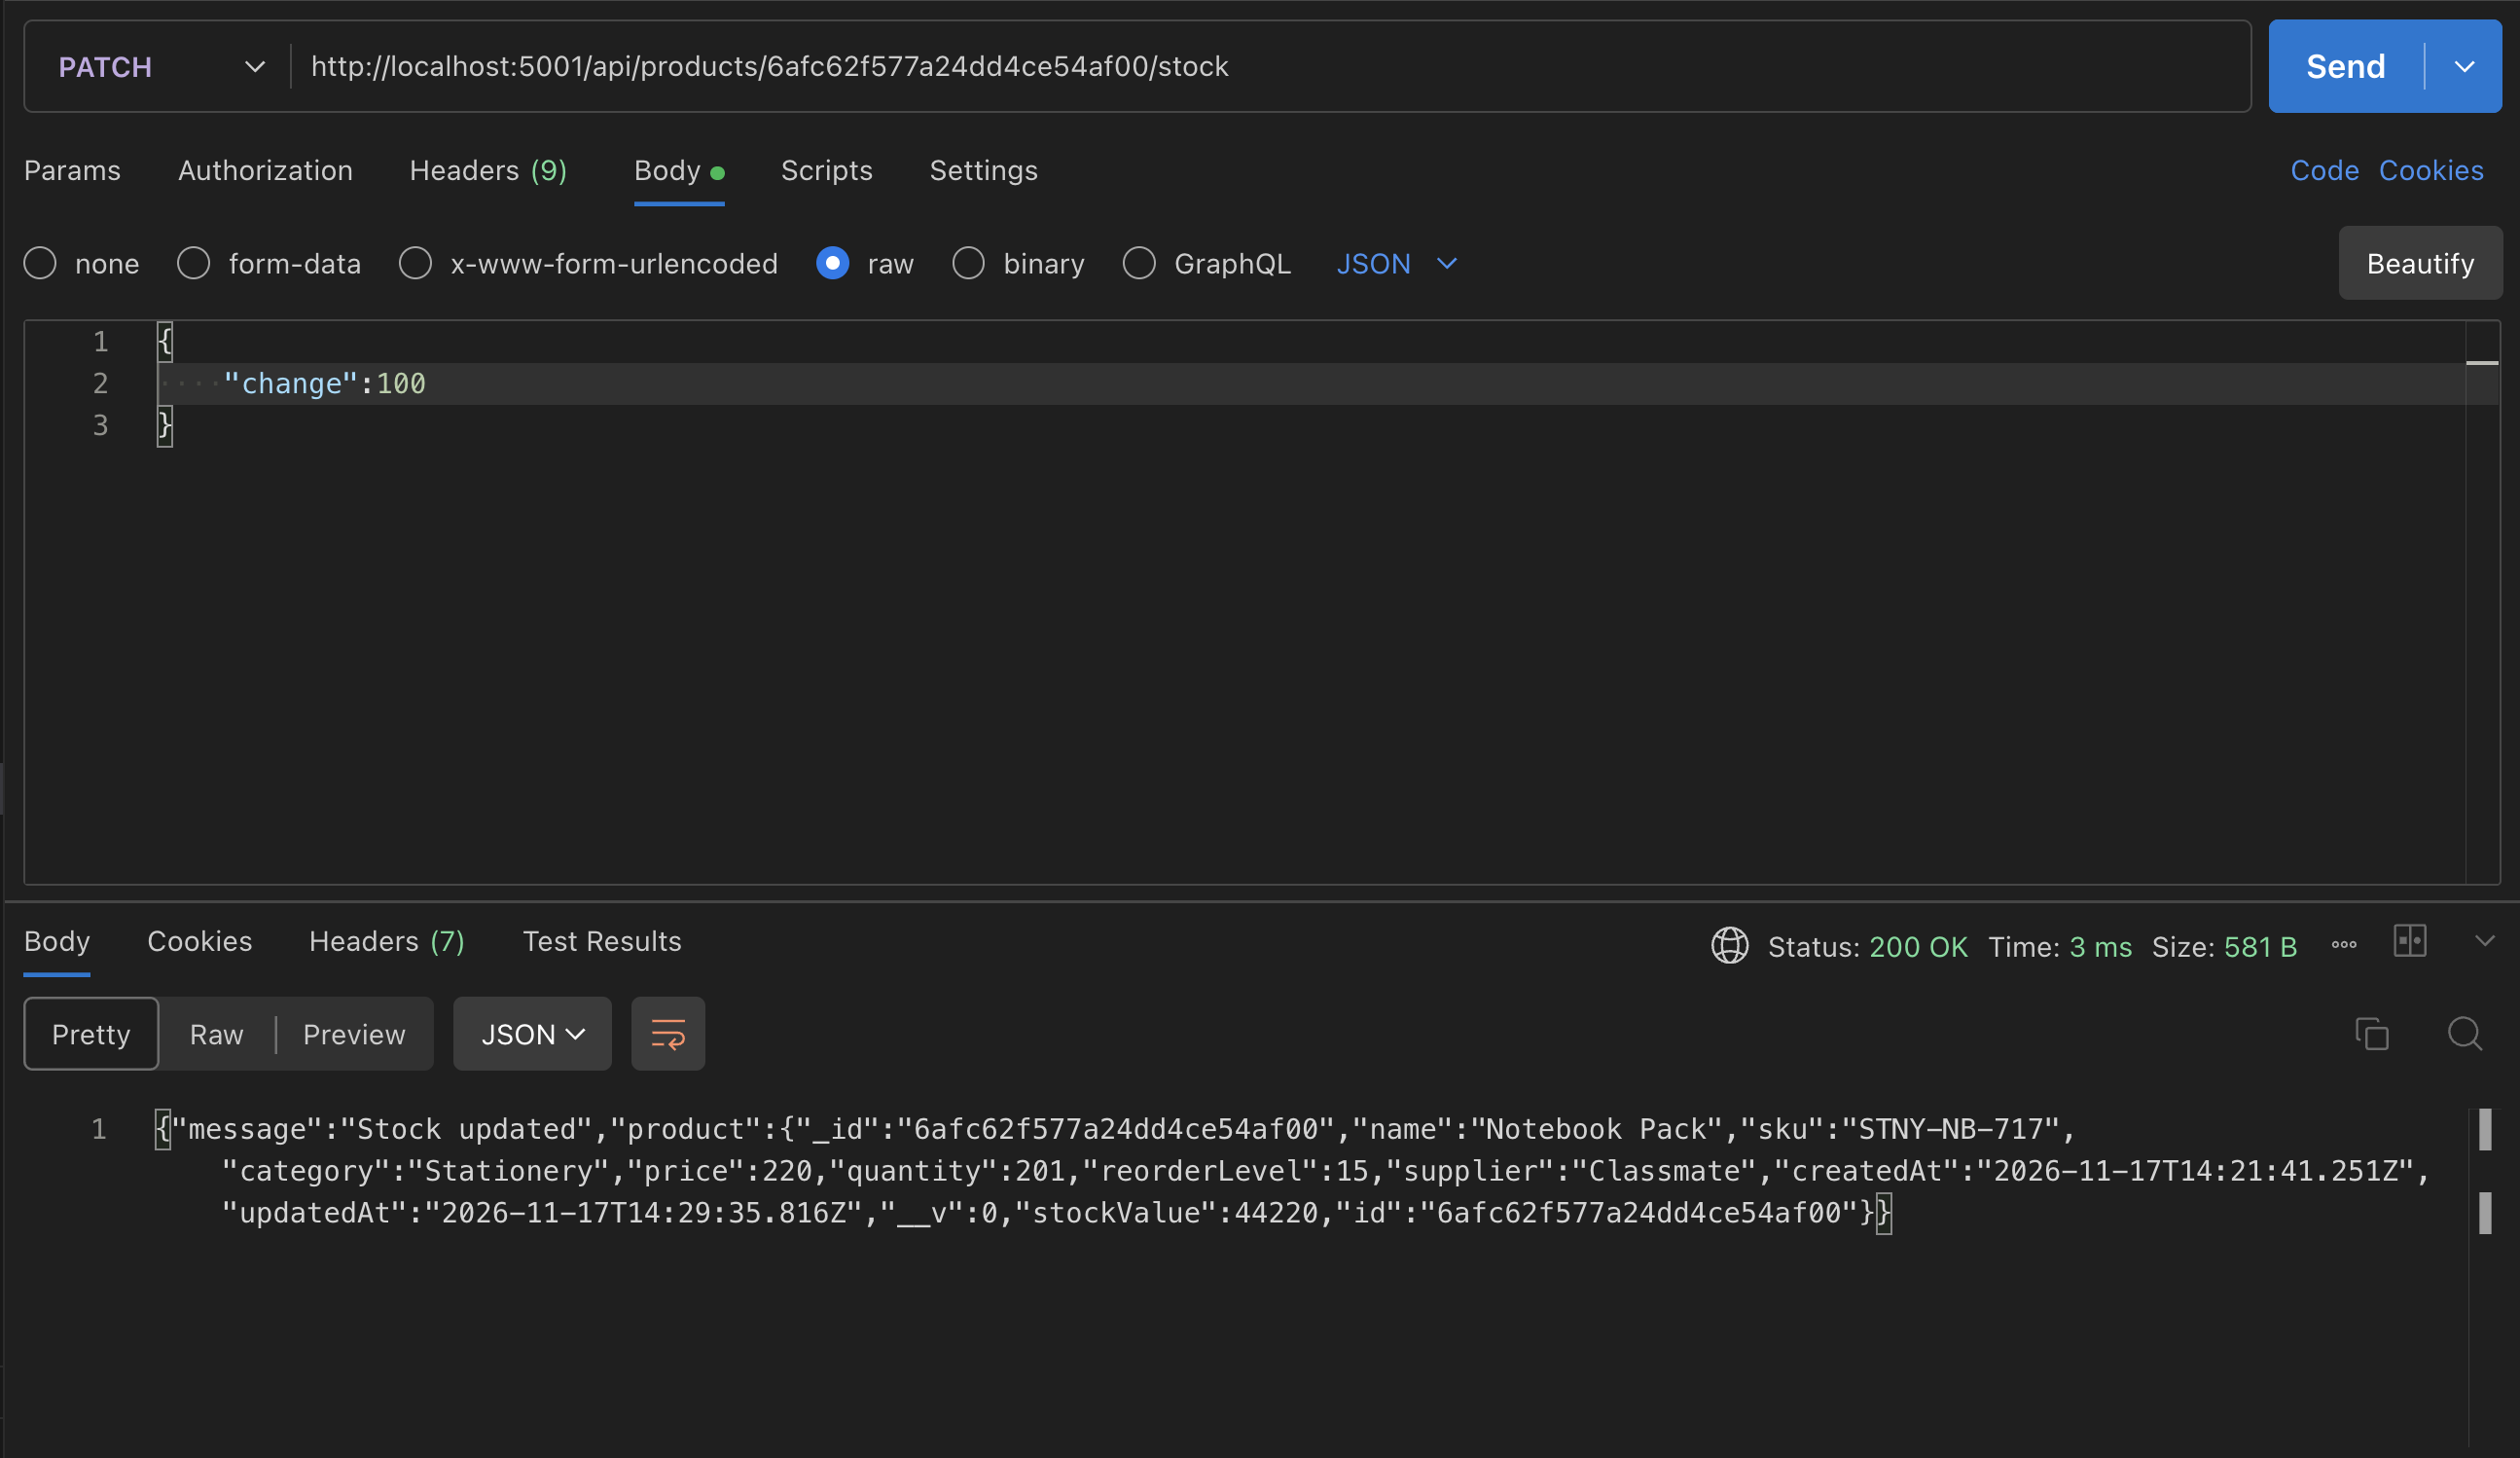 PATCH http://localhost:5001/api/products/6afc62f577a24dd4ce54af00/stock Send
Params Authorization Headers (9) Body Scripts Settings Code Cookies
none form-data x-www-form-urlencoded raw binary GraphQL JSON Beautify
1 {
2 "change":100
3 }
Body Cookies Headers (7) Test Results Status: 200 OK Time: 3 ms Size: 581 B
Pretty Raw Preview JSON
1 {"message":"Stock updated","product":{"_id":"6afc62f577a24dd4ce54af00","name":"Notebook Pack","sku":"STNY-NB-717",
"category":"Stationery","price":220,"quantity":201,"reorderLevel":15,"supplier":"Classmate","createdAt":"2026-11-17T14:21:41.251Z",
"updatedAt":"2026-11-17T14:29:35.816Z","__v":0,"stockValue":44220,"id":"6afc62f577a24dd4ce54af00"}}